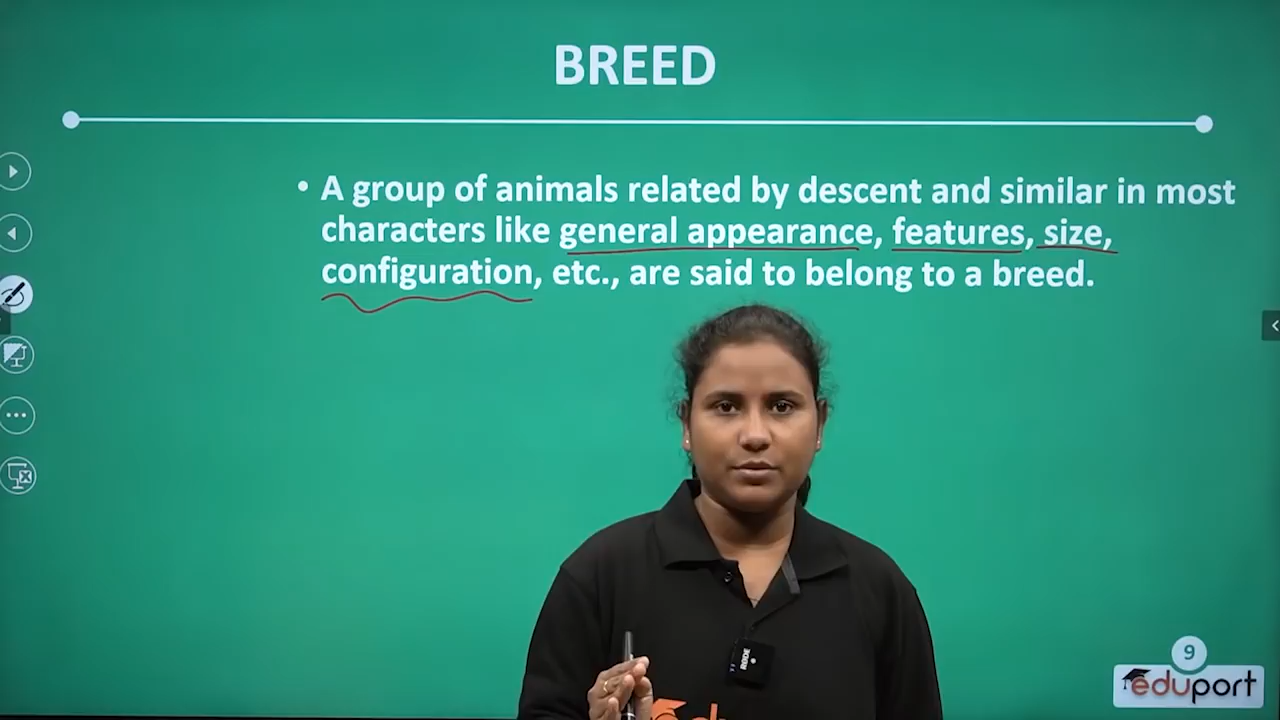 BREED
• A group of animals related by descent and similar in most
characters like general appearance, features, size,
configuration, etc., are said to belong to a breed.
RODE
9
eduport